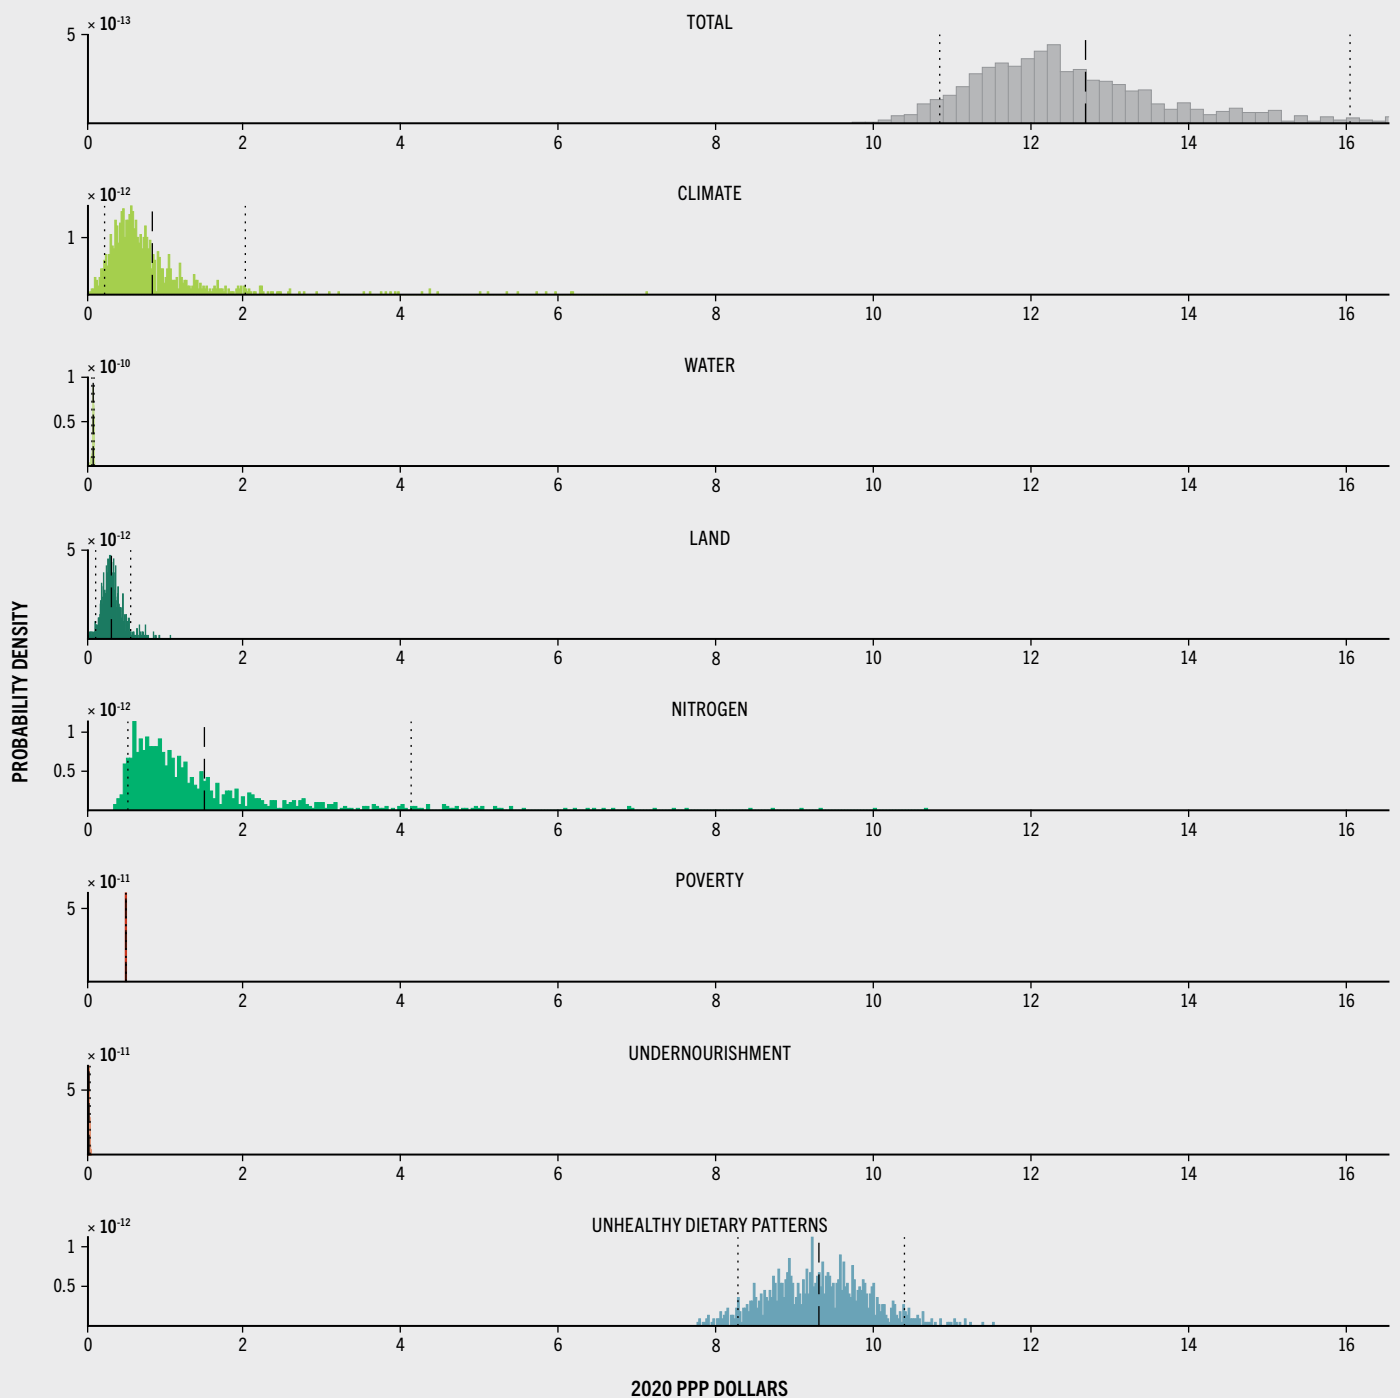 TOTAL
× 10-13
5
0 2 4 6 8 10 12 14 16
CLIMATE
× 10-12
1
0 2 4 6 8 10 12 14 16
WATER
× 10-10
1
0.5
0 2 4 6 8 10 12 14 16
LAND
× 10-12
5
0 2 4 6 8 10 12 14 16
PROBABILITY DENSITY
NITROGEN
× 10-12
1
0.5
0 2 4 6 8 10 12 14 16
POVERTY
× 10-11
5
0 2 4 6 8 10 12 14 16
UNDERNOURISHMENT
× 10-11
5
0 2 4 6 8 10 12 14 16
UNHEALTHY DIETARY PATTERNS
× 10-12
1
0.5
0 2 4 6 8 10 12 14 16
2020 PPP DOLLARS